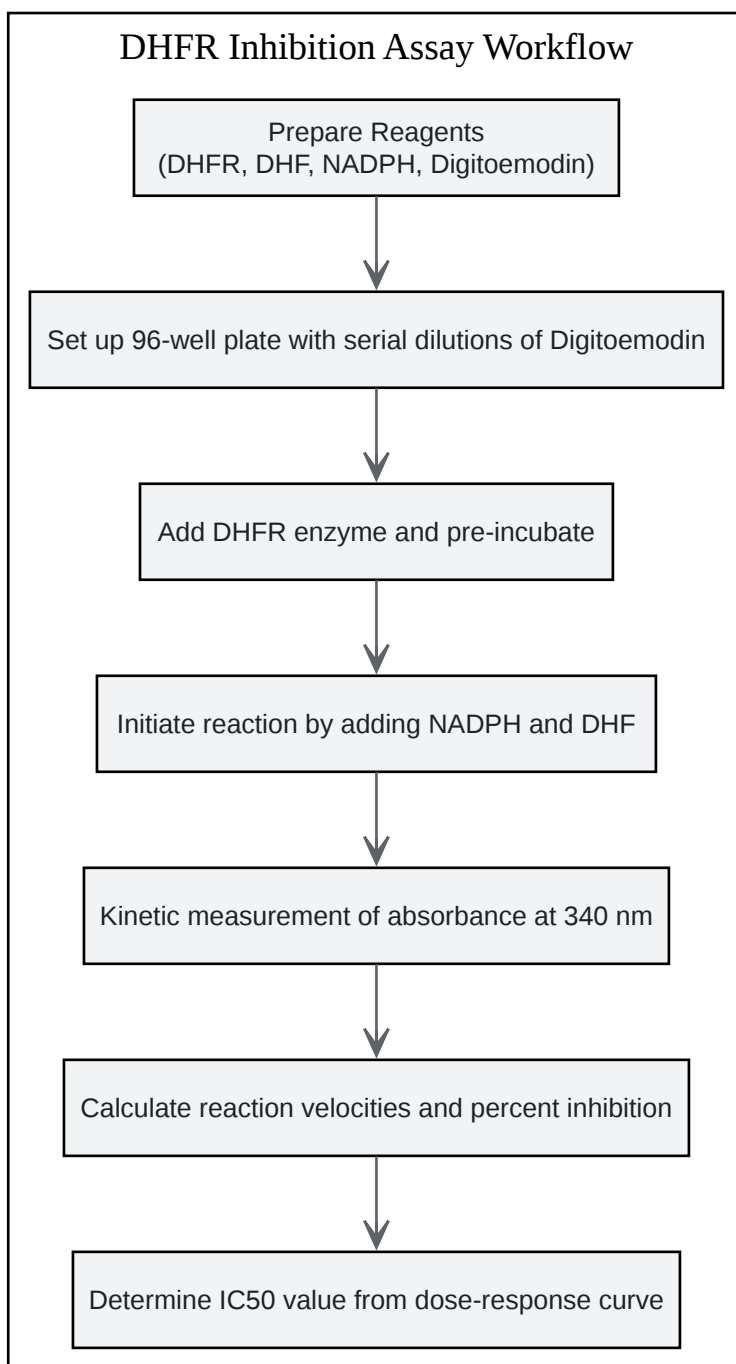 DHFR Inhibition Assay Workflow
Prepare Reagents
(DHFR, DHF, NADPH, Digitoemodin)
Set up 96-well plate with serial dilutions of Digitoemodin
Add DHFR enzyme and pre-incubate
Initiate reaction by adding NADPH and DHF
Kinetic measurement of absorbance at 340 nm
Calculate reaction velocities and percent inhibition
Determine IC50 value from dose-response curve